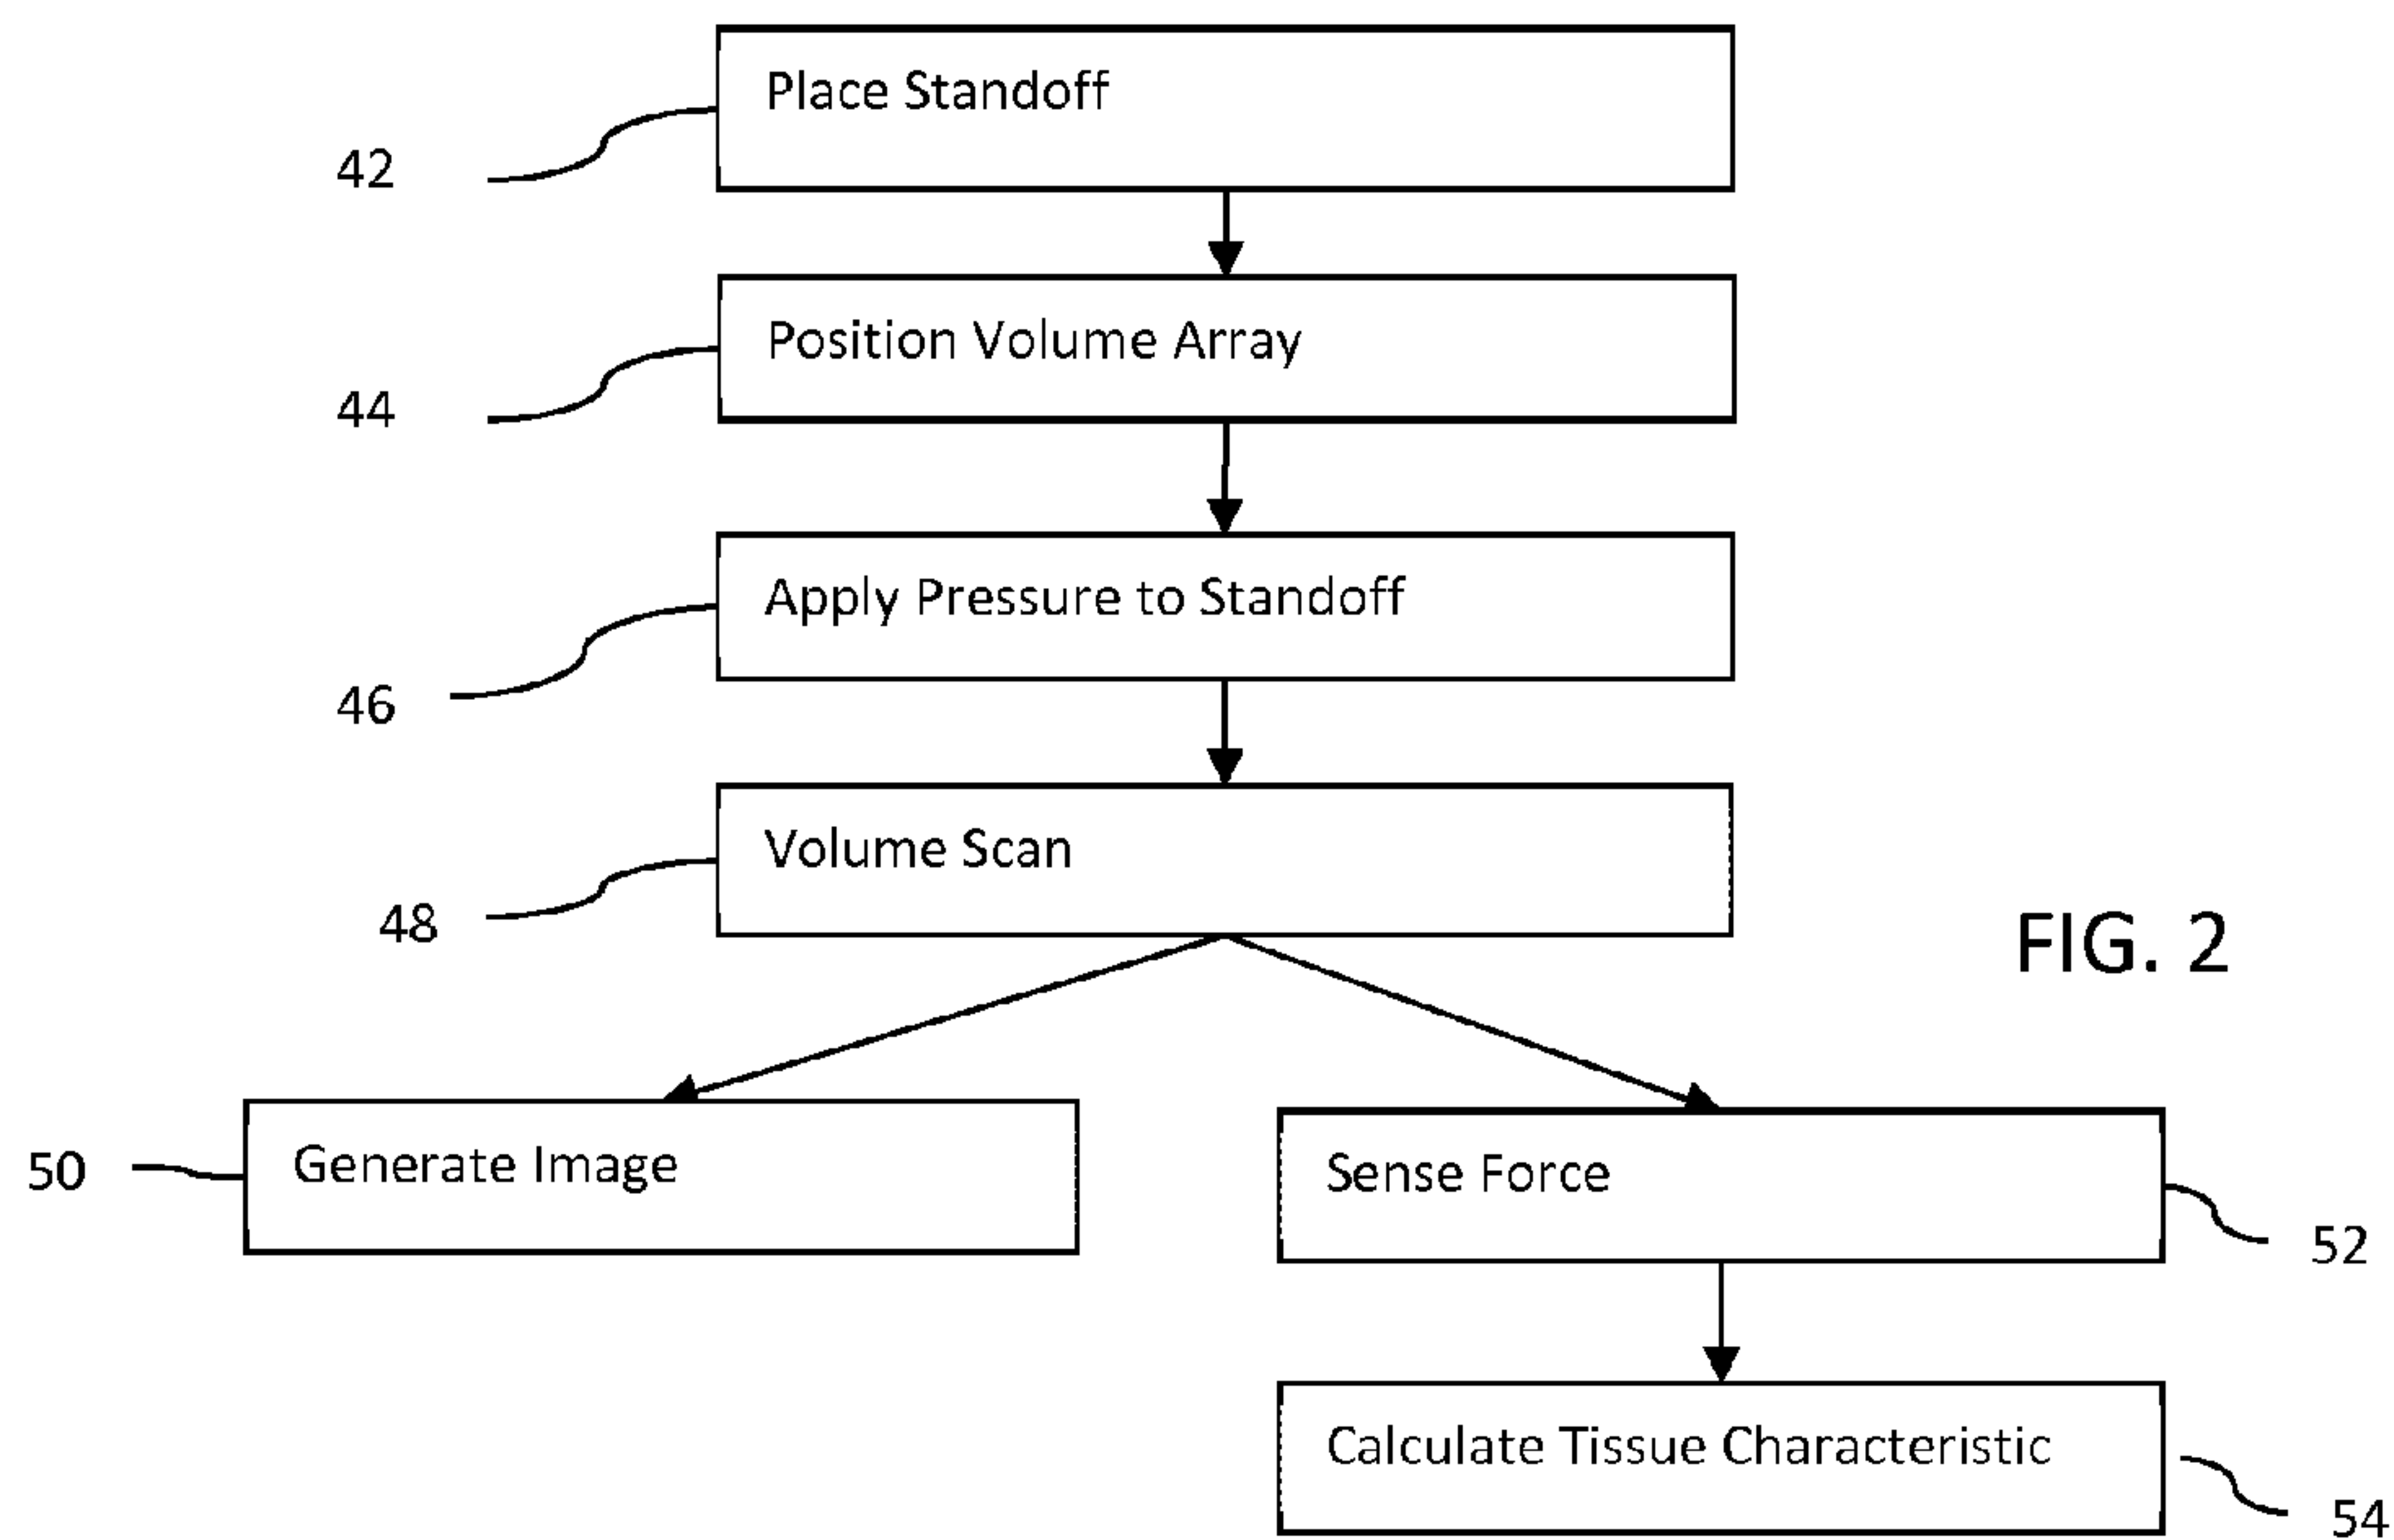 Place Standoff
42
Position Volume Array
44
Apply Pressure to Standoff
46
Volume Scan
48
FIG. 2
Generate Image
50
Sense Force
52
Calculate Tissue Characteristic
54